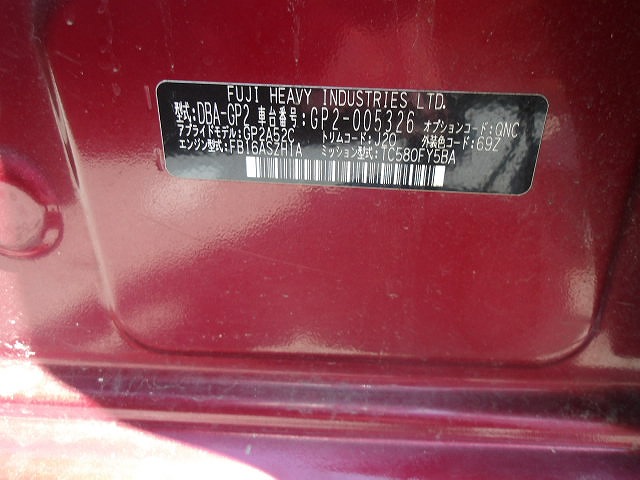 FUJI HEAVY INDUSTRIES LTD.
型式:DBA-GP2 車台番号:GP2-005326 オプションコード:QNC
アプライドモデル:GP2A52C トリムコード:J20 外装色コード:69Z
エンジン型式:FB16ASZH1A ミッション型式:TC580FY5BA